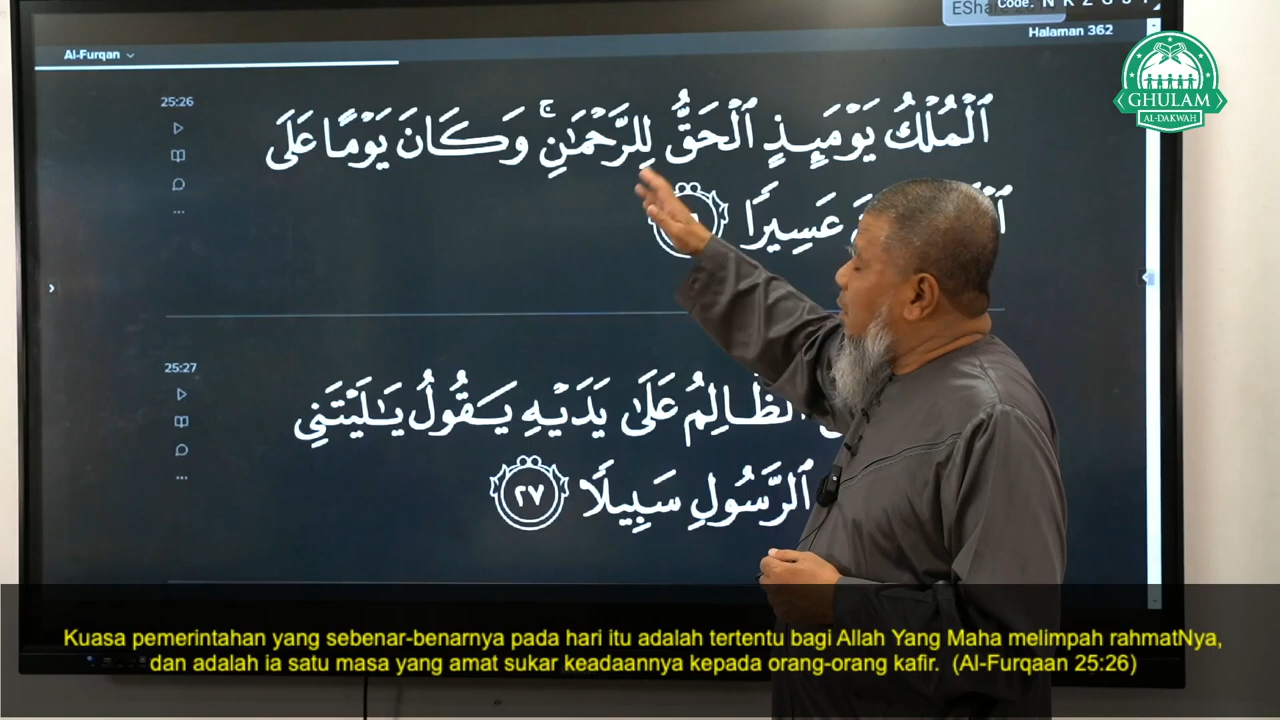 EShare
Code:
Halaman 362
Al-Furqan
GHULAM
AL-DAKWAH
25:26
ٱلْمُلْكُ يَوْمَئِذٍ ٱلْحَقُّ لِلرَّحْمَٰنِ ۚ وَكَانَ يَوْمًا عَلَى
عَسِيرًا
25:27
ٱلظَّالِمُ عَلَىٰ يَدَيْهِ يَقُولُ يَـٰلَيْتَنِى
ٱلرَّسُولِ سَبِيلًا ٢٧
Kuasa pemerintahan yang sebenar-benarnya pada hari itu adalah tertentu bagi Allah Yang Maha melimpah rahmatNya,
dan adalah ia satu masa yang amat sukar keadaannya kepada orang-orang kafir. (Al-Furqaan 25:26)